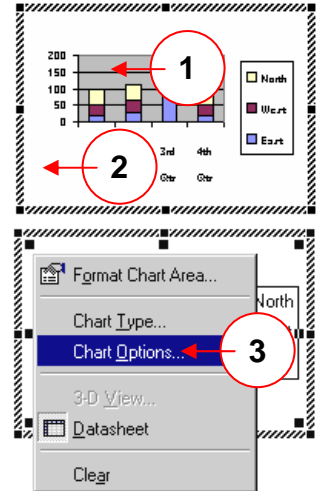 200
150
100
50
0
3rd 4th
Qtr Qtr
North
West
East
1
2
Format Chart Area...
Chart Type...
Chart Options...
3-D View...
Datasheet
Clear
North
3